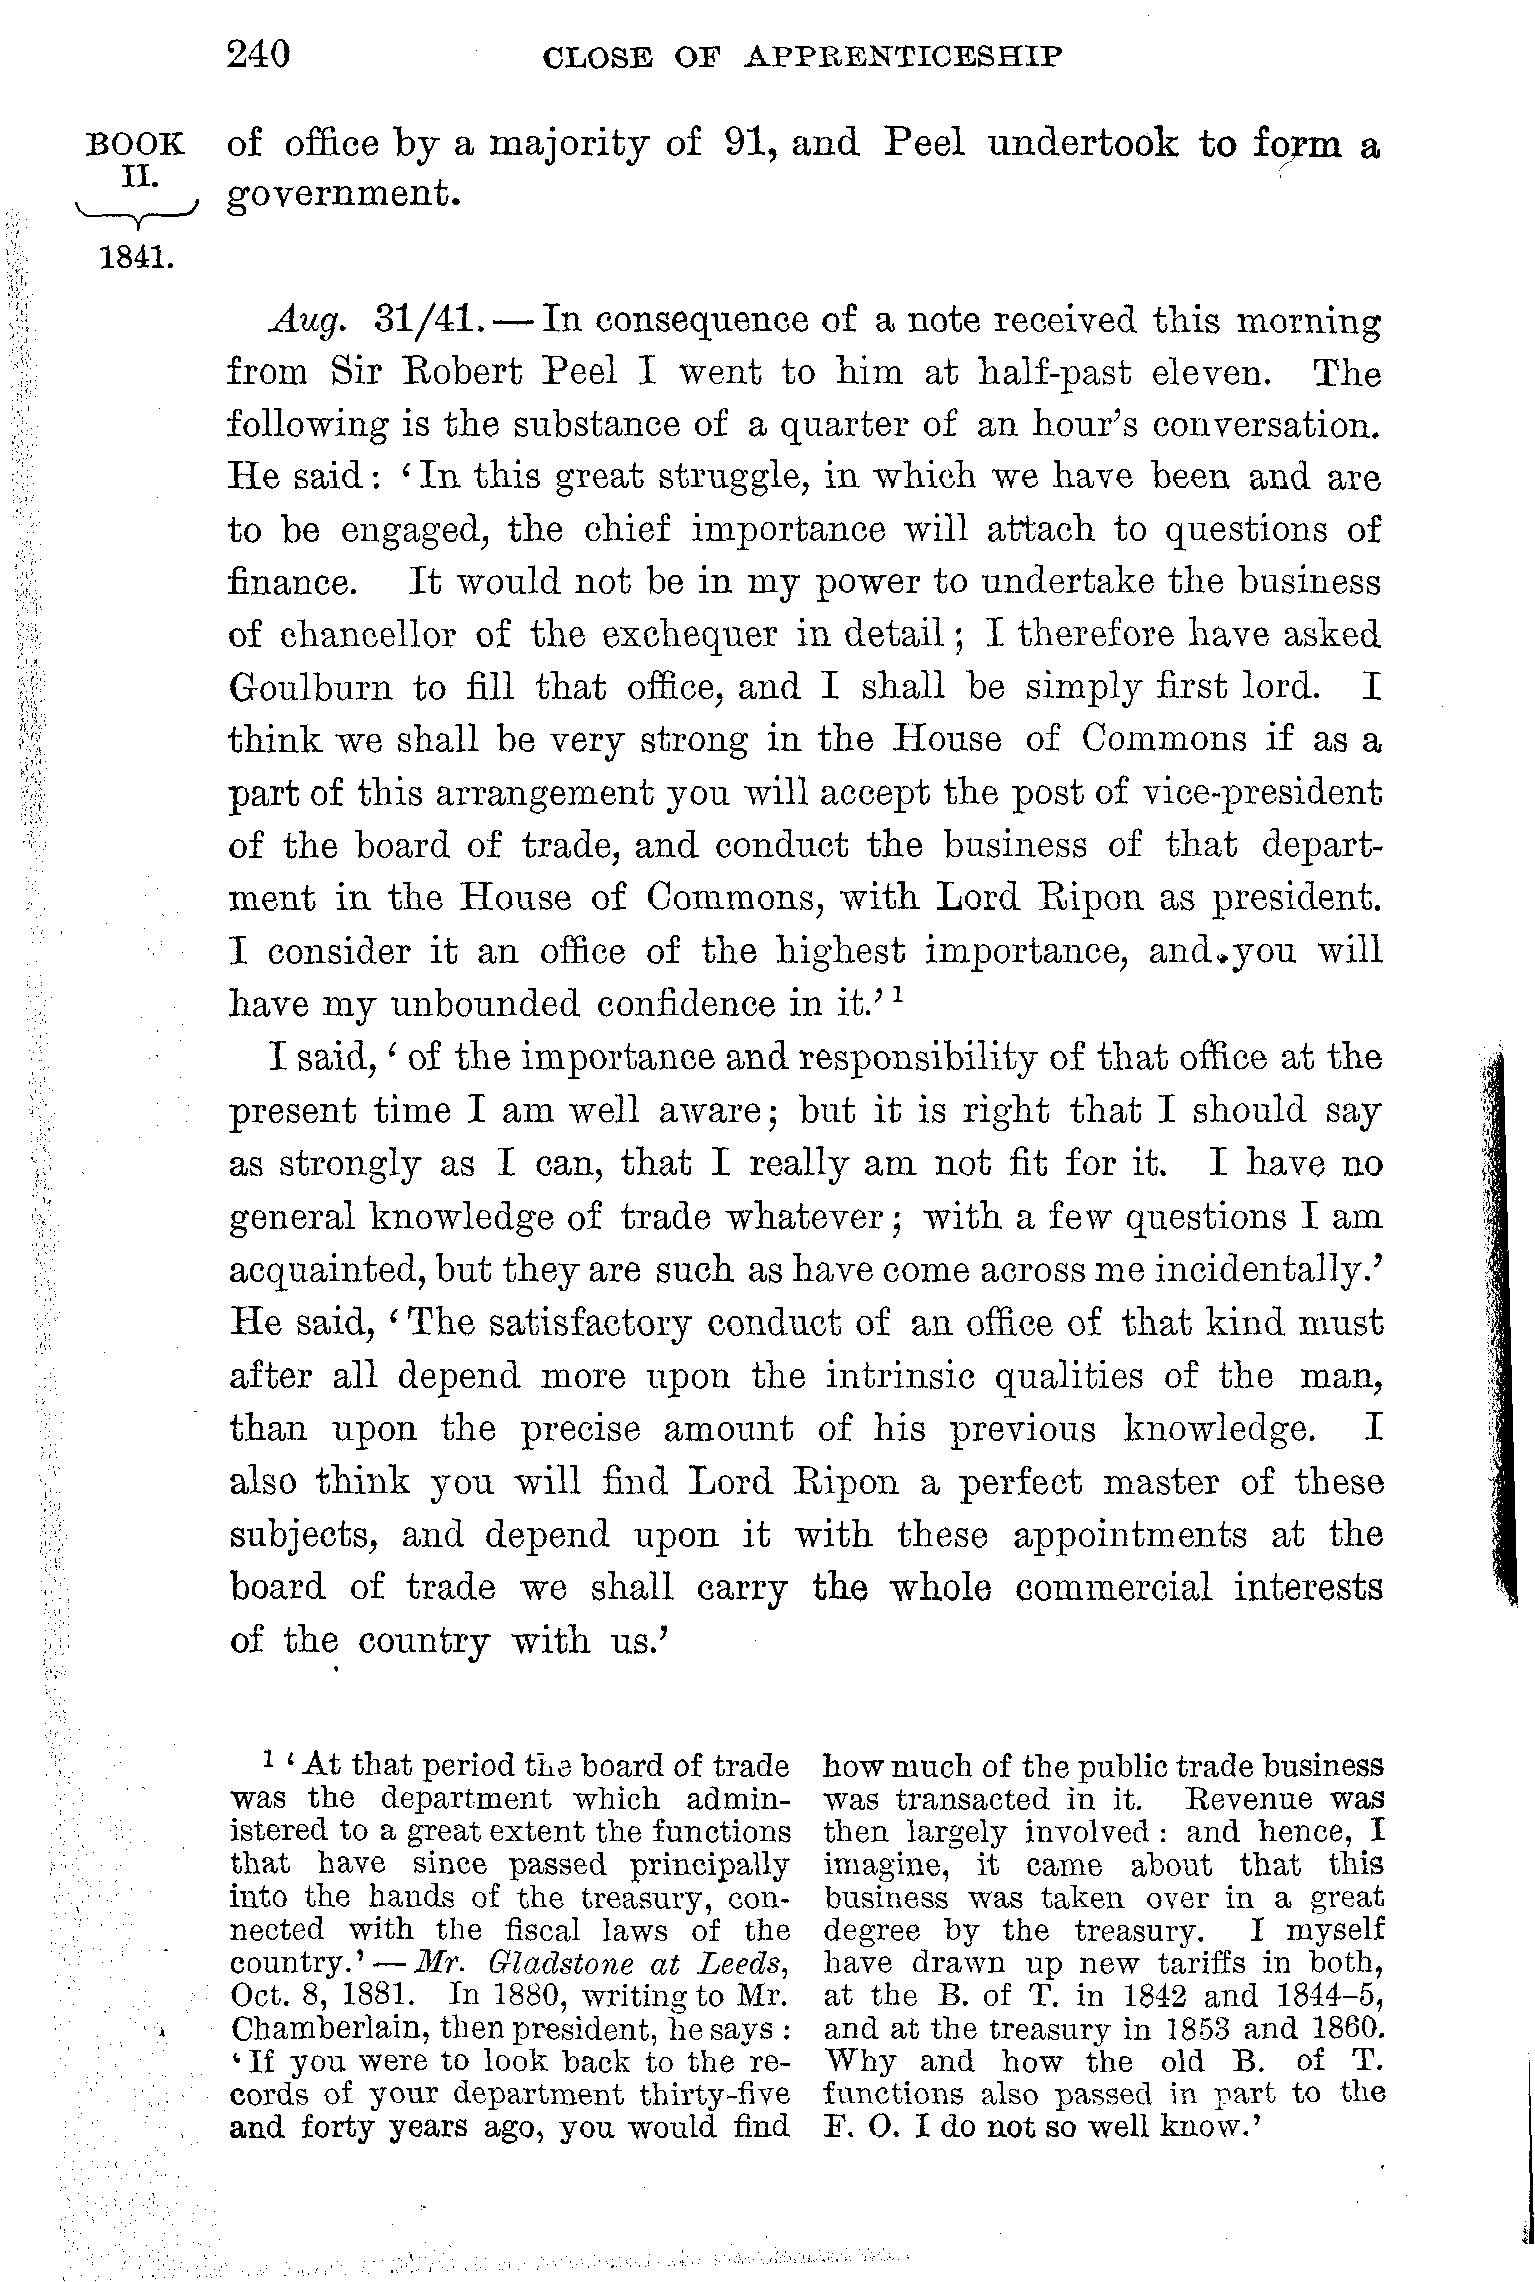 240 CLOSE OF APPRENTICESHIP
BOOK
II.
1841.
of office by a majority of 91, and Peel undertook to form a
government.
Aug. 31/41. — In consequence of a note received this morning
from Sir Robert Peel I went to him at half-past eleven. The
following is the substance of a quarter of an hour's conversation.
He said: ‘In this great struggle, in which we have been and are
to be engaged, the chief importance will attach to questions of
finance. It would not be in my power to undertake the business
of chancellor of the exchequer in detail; I therefore have asked
Goulburn to fill that office, and I shall be simply first lord. I
think we shall be very strong in the House of Commons if as a
part of this arrangement you will accept the post of vice-president
of the board of trade, and conduct the business of that depart-
ment in the House of Commons, with Lord Ripon as president.
I consider it an office of the highest importance, and you will
have my unbounded confidence in it.’ 1
I said, ‘of the importance and responsibility of that office at the
present time I am well aware; but it is right that I should say
as strongly as I can, that I really am not fit for it. I have no
general knowledge of trade whatever; with a few questions I am
acquainted, but they are such as have come across me incidentally.’
He said, ‘The satisfactory conduct of an office of that kind must
after all depend more upon the intrinsic qualities of the man,
than upon the precise amount of his previous knowledge. I
also think you will find Lord Ripon a perfect master of these
subjects, and depend upon it with these appointments at the
board of trade we shall carry the whole commercial interests
of the country with us.’
1 ‘At that period the board of trade
was the department which admin-
istered to a great extent the functions
that have since passed principally
into the hands of the treasury, con-
nected with the fiscal laws of the
country.’ — Mr. Gladstone at Leeds,
Oct. 8, 1881. In 1880, writing to Mr.
Chamberlain, then president, he says:
‘If you were to look back to the re-
cords of your department thirty-five
and forty years ago, you would find
how much of the public trade business
was transacted in it. Revenue was
then largely involved: and hence, I
imagine, it came about that this
business was taken over in a great
degree by the treasury. I myself
have drawn up new tariffs in both,
at the B. of T. in 1842 and 1844–5,
and at the treasury in 1853 and 1860.
Why and how the old B. of T.
functions also passed in part to the
F. O. I do not so well know.’